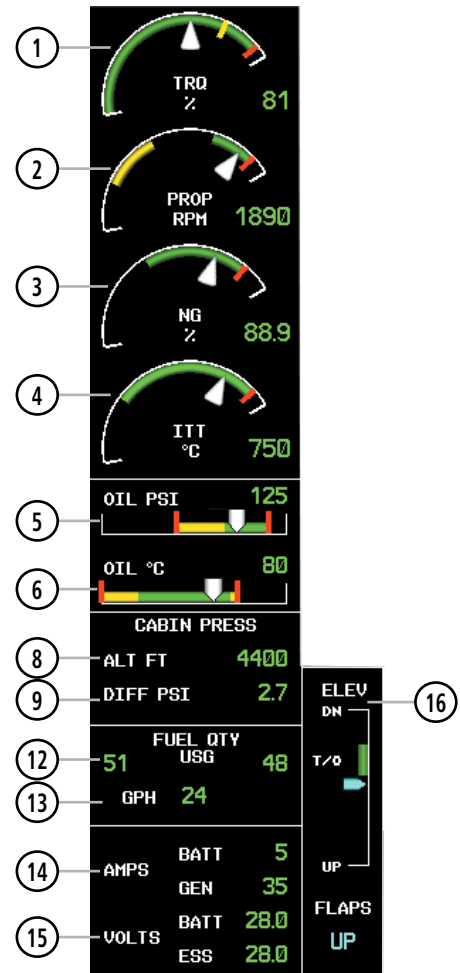 1
TRQ
%
81
2
PROP
RPM
1890
3
NG
%
88.9
4
ITT
°C
750
5
OIL PSI
125
6
OIL °C
80
CABIN PRESS
8
ALT FT
4400
9
DIFF PSI
2.7
FUEL QTY
12
51
USG
48
13
GPH
24
14
AMPS
BATT
5
GEN
35
15
VOLTS
BATT
28.0
ESS
28.0
ELEV
16
DN
T/O
UP
FLAPS
UP